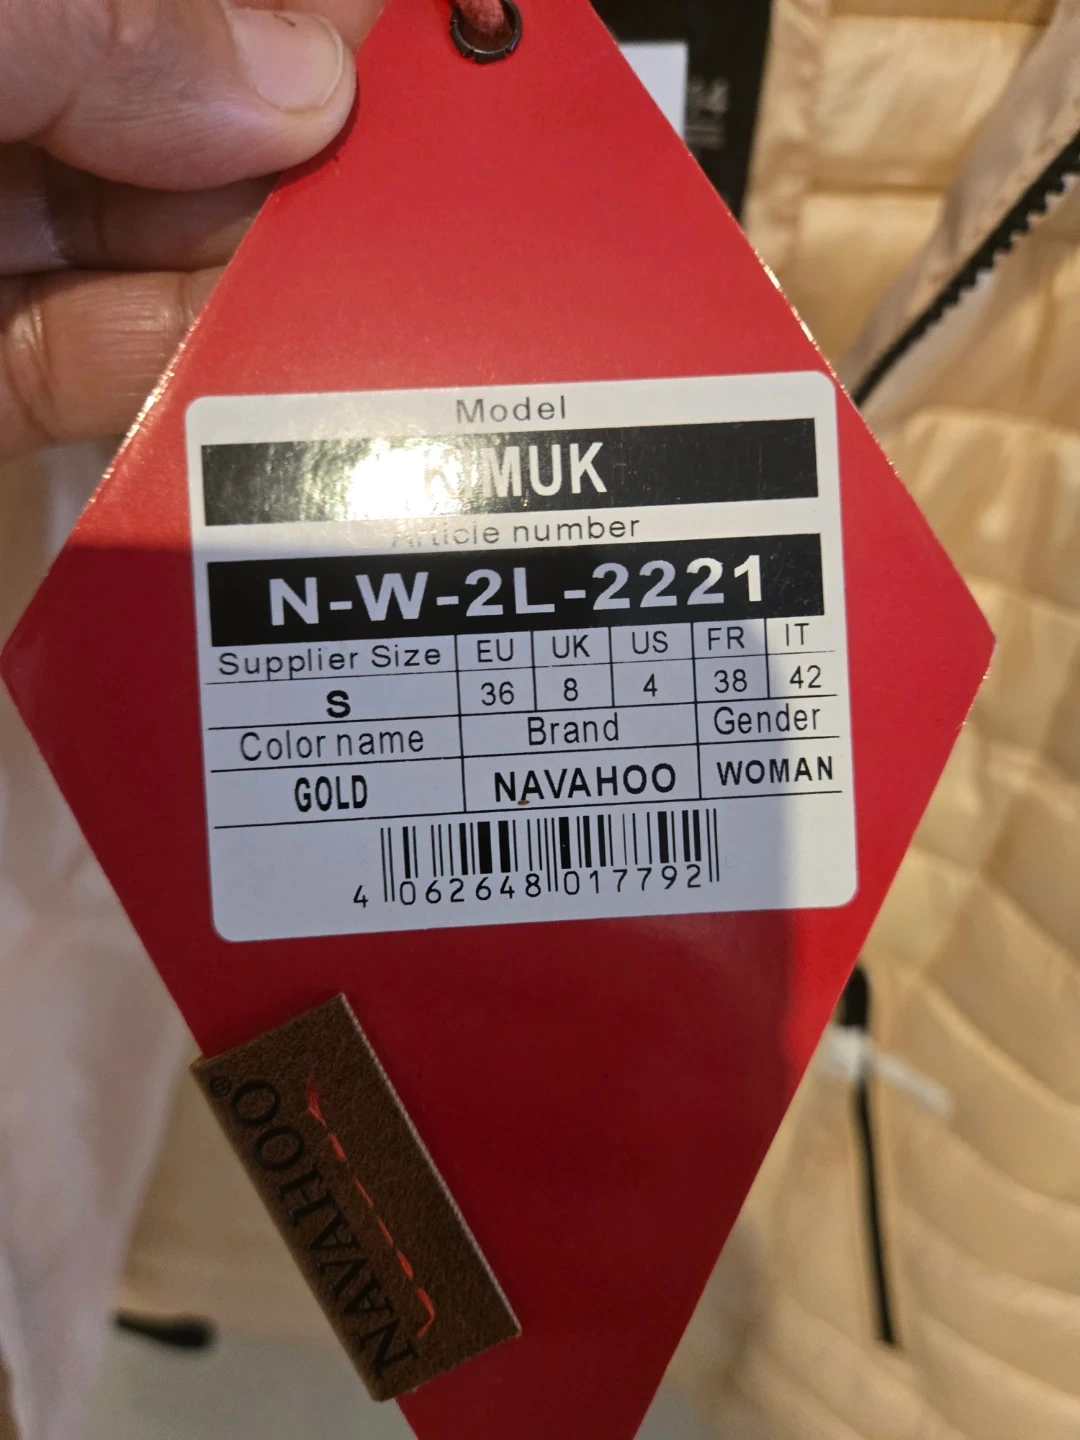 Model
KIMUK
Article number
N-W-2L-2221
Supplier Size EU UK US FR IT
S 36 8 4 38 42
Color name Brand Gender
GOLD NAVAHOO WOMAN
4 062648 017792
NAVAHOO®